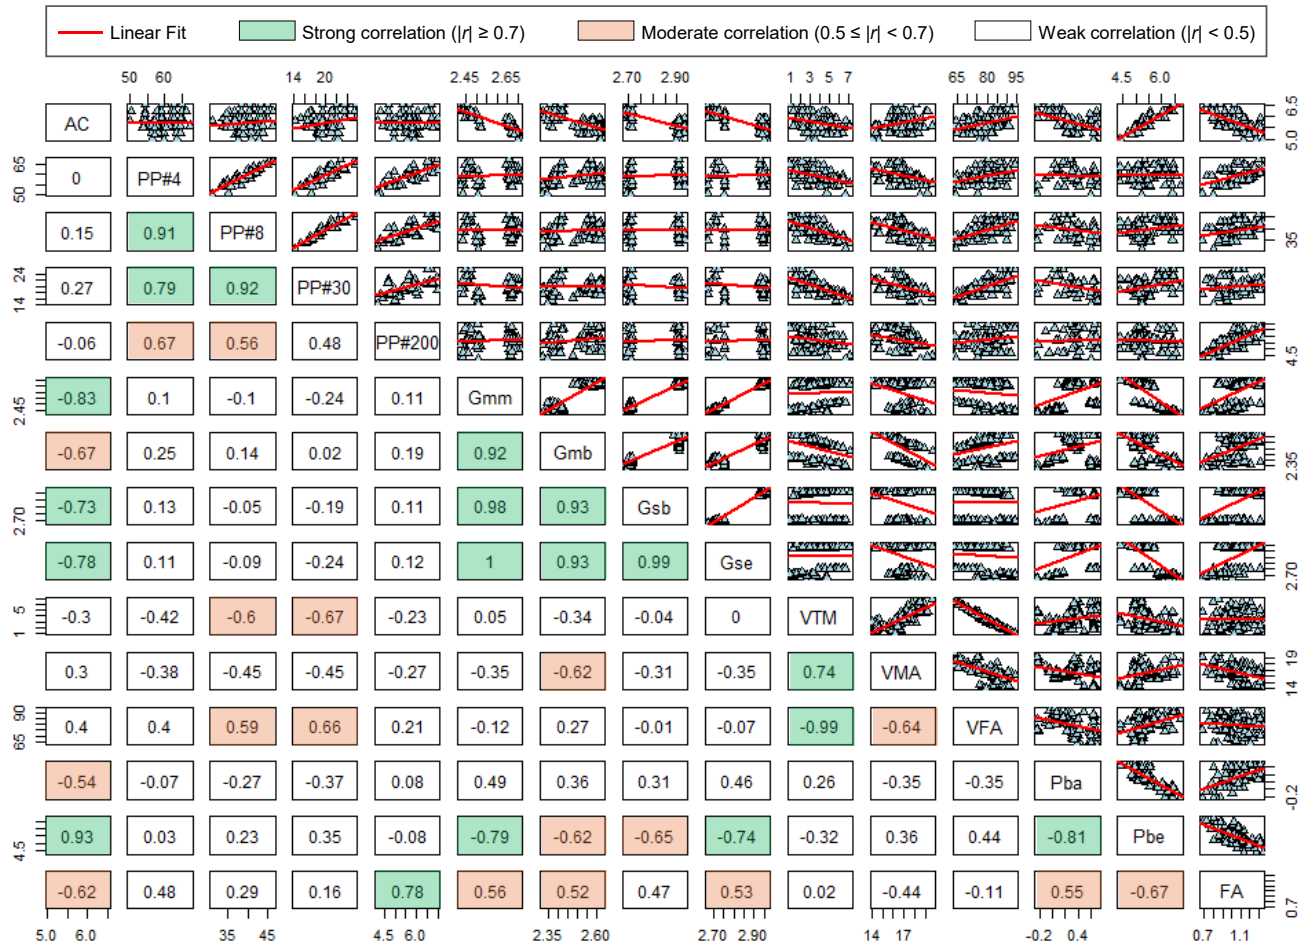 Linear Fit Strong correlation (|r| ≥ 0.7) Moderate correlation (0.5 ≤ |r| < 0.7) Weak correlation (|r| < 0.5)
50 60 14 20 2.45 2.65 2.70 2.90 1 3 5 7 65 80 95 4.5 6.0
AC 5.0 6.5
50 65 0 PP#4
0.15 0.91 PP#8 35
14 24 0.27 0.79 0.92 PP#30
-0.06 0.67 0.56 0.48 PP#200 4.5
2.45 -0.83 0.1 -0.1 -0.24 0.11 Gmm
-0.67 0.25 0.14 0.02 0.19 0.92 Gmb 2.35
2.70 -0.73 0.13 -0.05 -0.19 0.11 0.98 0.93 Gsb
-0.78 0.11 -0.09 -0.24 0.12 1 0.93 0.99 Gse 2.70
1 5 -0.3 -0.42 -0.6 -0.67 -0.23 0.05 -0.34 -0.04 0 VTM
0.3 -0.38 -0.45 -0.45 -0.27 -0.35 -0.62 -0.31 -0.35 0.74 VMA 14 19
65 90 0.4 0.4 0.59 0.66 0.21 -0.12 0.27 -0.01 -0.07 -0.99 -0.64 VFA
-0.54 -0.07 -0.27 -0.37 0.08 0.49 0.36 0.31 0.46 0.26 -0.35 -0.35 Pba -0.2
4.5 0.93 0.03 0.23 0.35 -0.08 -0.79 -0.62 -0.65 -0.74 -0.32 0.36 0.44 -0.81 Pbe
-0.62 0.48 0.29 0.16 0.78 0.56 0.52 0.47 0.53 0.02 -0.44 -0.11 0.55 -0.67 FA 0.7
5.0 6.0 35 45 4.5 6.0 2.35 2.60 2.70 2.90 14 17 -0.2 0.4 0.7 1.1